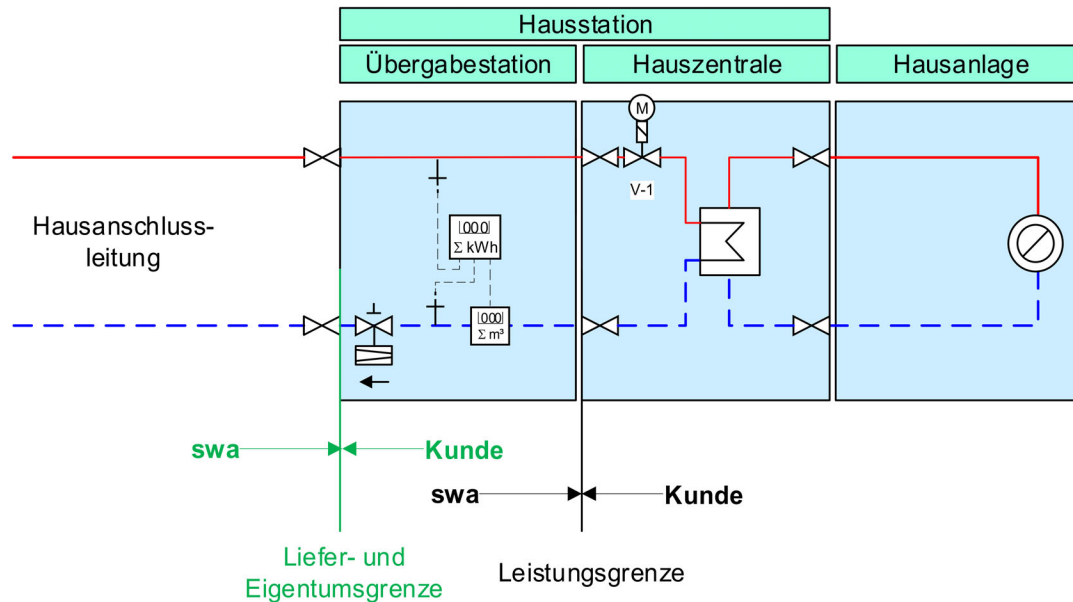 Hausstation
Übergabestation
Hauszentrale
Hausanlage
M
V-1
Hausanschluss-
leitung
000
Σ kWh
000
Σ m³
swa
Kunde
swa
Kunde
Liefer- und
Eigentumsgrenze
Leistungsgrenze